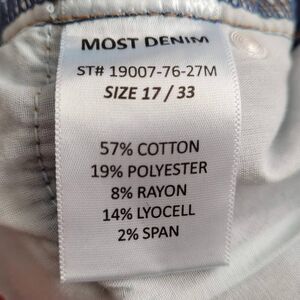 MOST DENIM
ST# 19007-76-27M
SIZE 17 / 33
57% COTTON
19% POLYESTER
8% RAYON
14% LYOCELL
2% SPAN